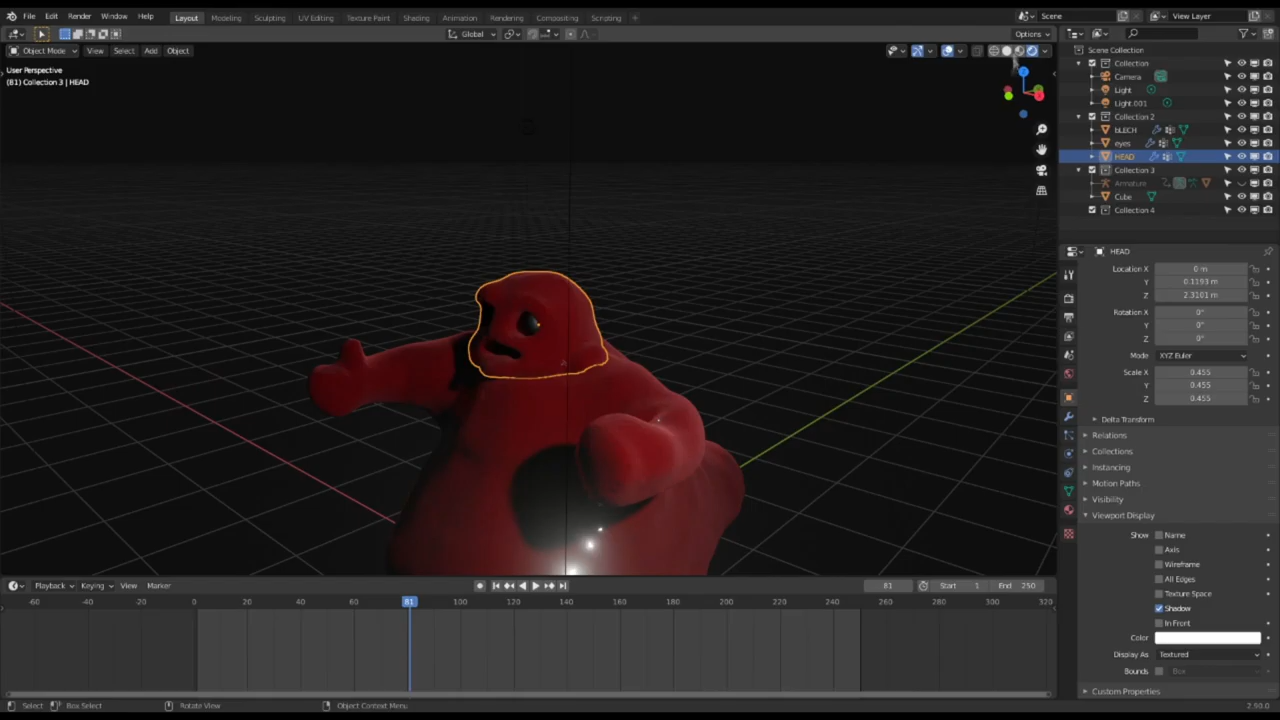 File Edit Render Window Help Layout Modeling Sculpting UV Editing Texture Paint Shading Animation Rendering Compositing Scripting + Scene View Layer
Global Options
Object Mode View Select Add Object
User Perspective
(81) Collection 3 | HEAD
Scene Collection
Collection
Camera
Light
Light.001
Collection 2
bLECH
eyes
HEAD
Collection 3
Armature
Cube
Collection 4
HEAD
Location X 0 m
Y 0.1193 m
Z 2.3101 m
Rotation X 0°
Y 0°
Z 0°
Mode XYZ Euler
Scale X 0.455
Y 0.455
Z 0.455
Delta Transform
Relations
Collections
Instancing
Motion Paths
Visibility
Viewport Display
Show Name
Axis
Wireframe
All Edges
Texture Space
Shadow
In Front
Color
Display As Textured
Bounds Box
Custom Properties
Playback Keying View Marker 81 Start 1 End 250
-60 -40 -20 0 20 40 60 81 100 120 140 160 180 200 220 240 260 280 300 320
Select Box Select Rotate View Object Context Menu 2.90.0